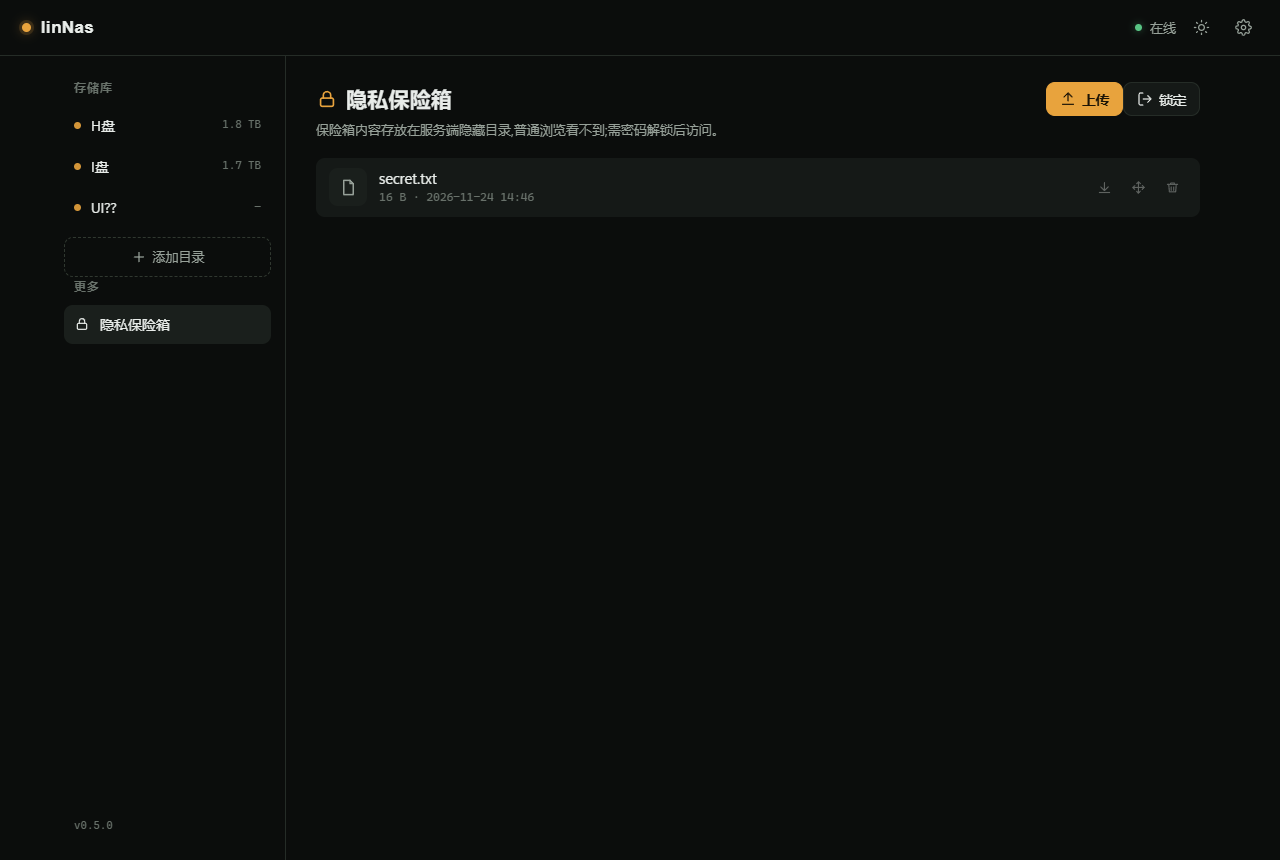 linNas
在线
存储库
H盘 1.8 TB
I盘 1.7 TB
UI?? —
添加目录
更多
隐私保险箱
v0.5.0
隐私保险箱
上传
锁定
保险箱内容存放在服务端隐藏目录,普通浏览看不到;需密码解锁后访问。
secret.txt
16 B · 2026-11-24 14:46